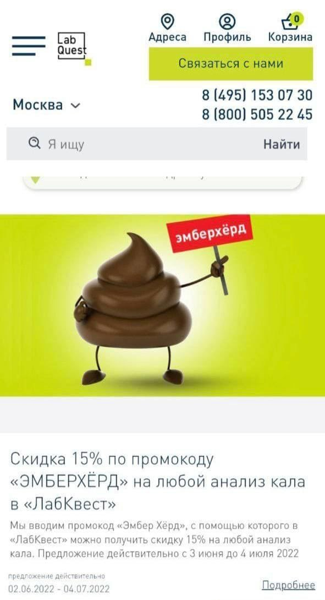 Lab
Quest
Адреса
Профиль
0
Корзина
Связаться с нами
Москва
8 (495) 153 07 30
8 (800) 505 22 45
Я ищу
Найти
эмберхёрд
Скидка 15% по промокоду
«ЭМБЕРХЁРД» на любой анализ кала
в «ЛабКвест»
Мы вводим промокод «Эмбер Хёрд», с помощью которого в
«ЛабКвест» можно получить скидку 15% на любой анализ
кала. Предложение действительно с 3 июня до 4 июля 2022
предложение действительно
02.06.2022 - 04.07.2022
Подробнее